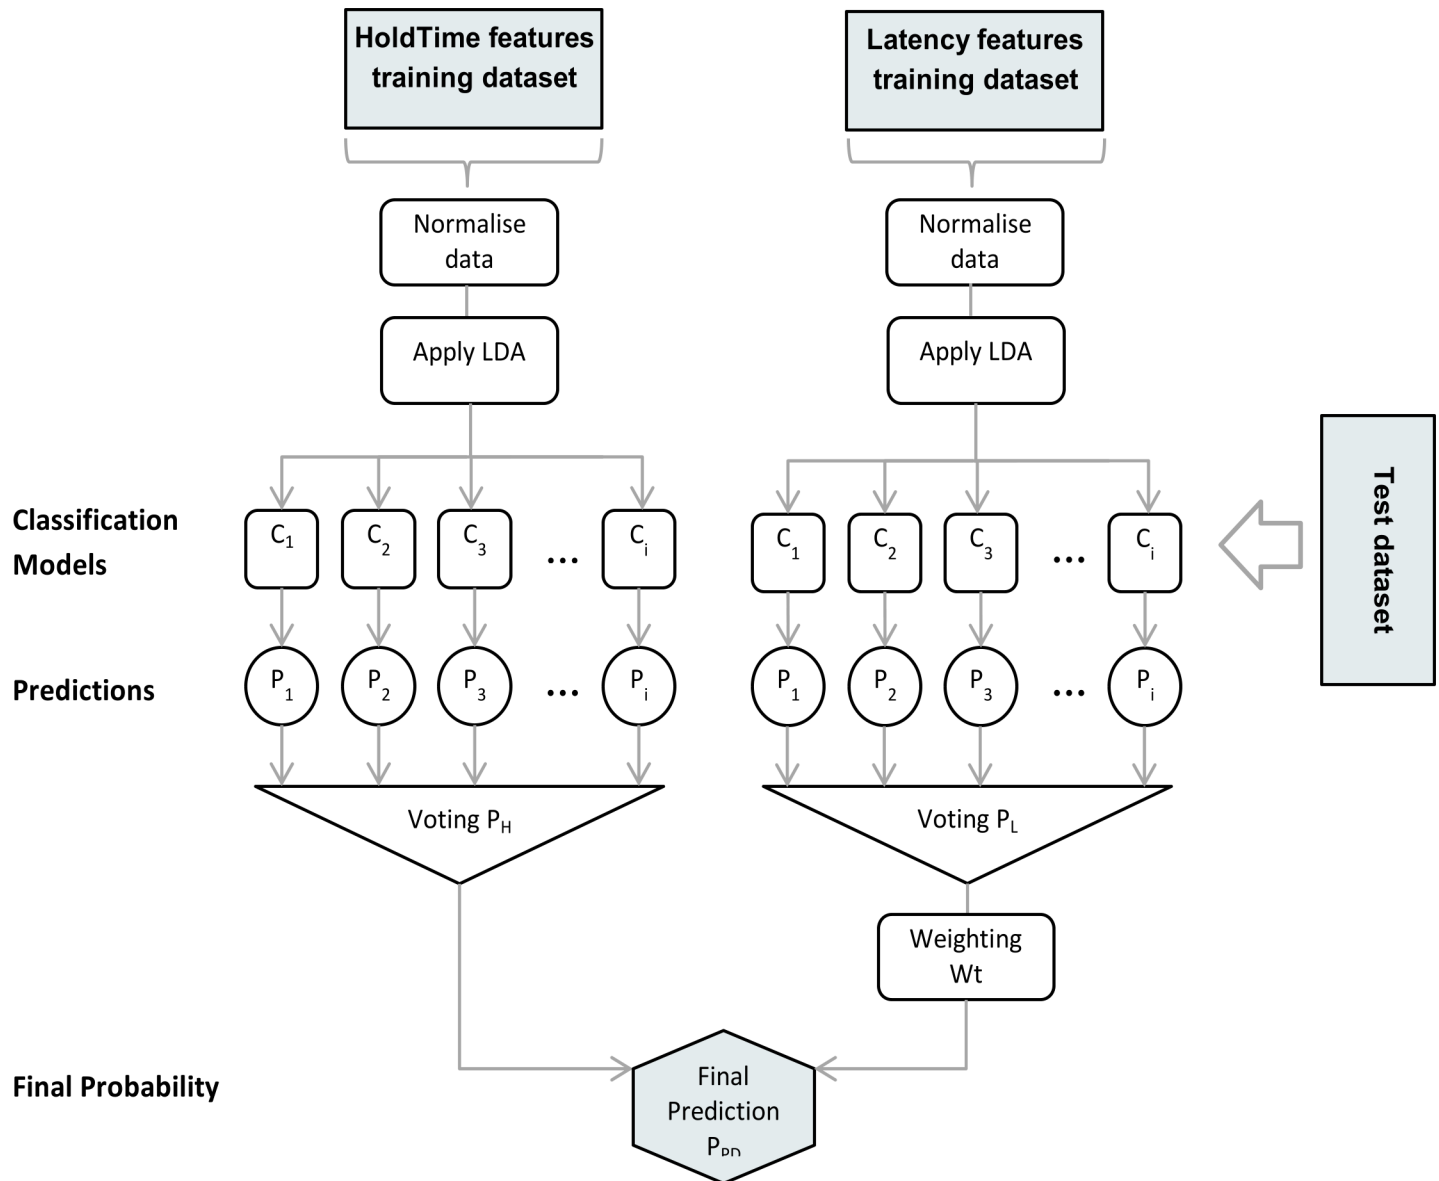 HoldTime features
training dataset
Latency features
training dataset
Normalise
data
Normalise
data
Apply LDA
Apply LDA
Classification
Models
C1
C2
C3
...
Ci
C1
C2
C3
...
Ci
Test dataset
Predictions
P1
P2
P3
...
Pi
P1
P2
P3
...
Pi
Voting PH
Voting PL
Weighting
Wt
Final Probability
Final
Prediction
PPD